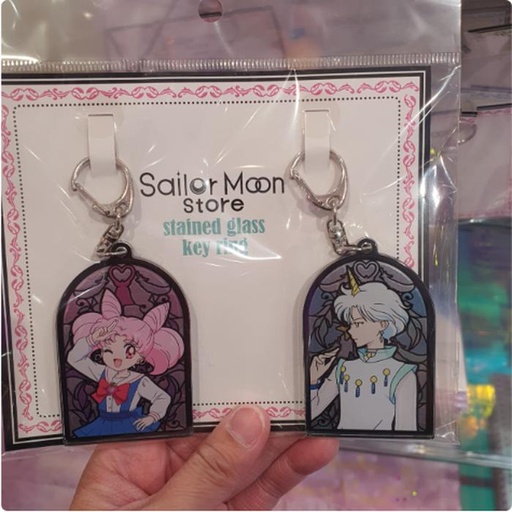 Sailor Moon
store
stained glass
key ring